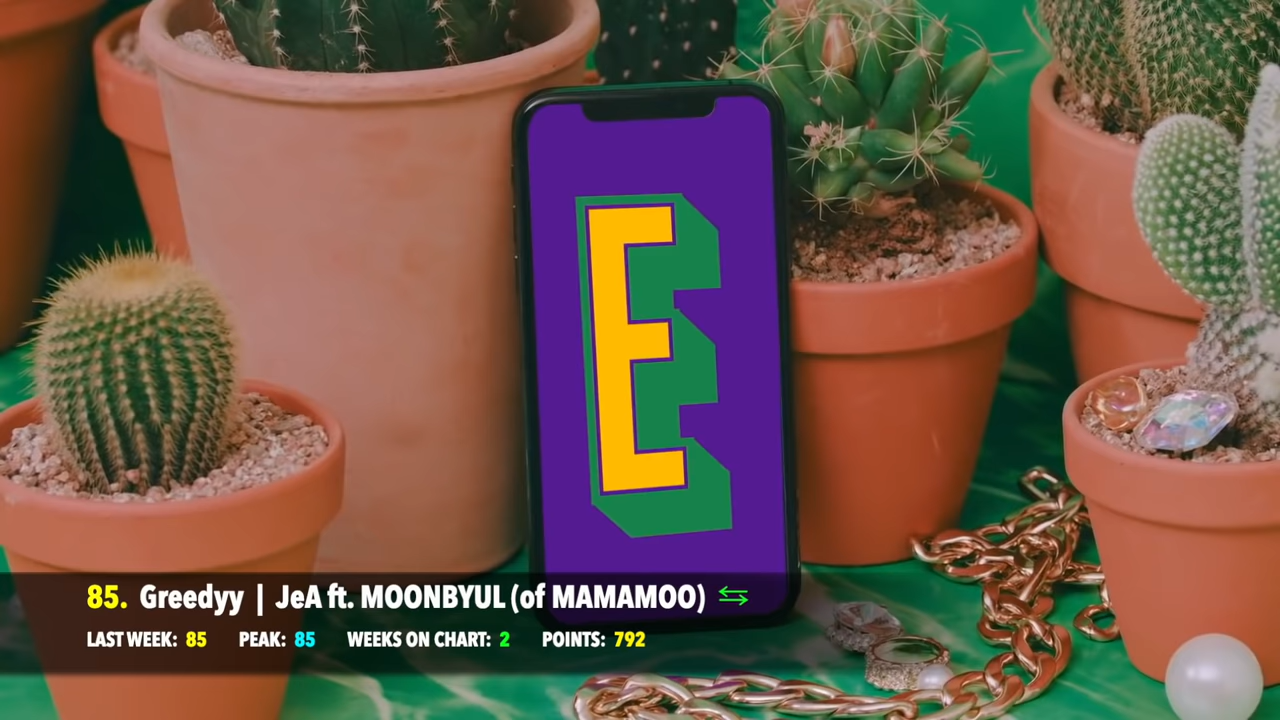 E
85. Greedyy | JeA ft. MOONBYUL (of MAMAMOO) ⇆
LAST WEEK: 85 PEAK: 85 WEEKS ON CHART: 2 POINTS: 792